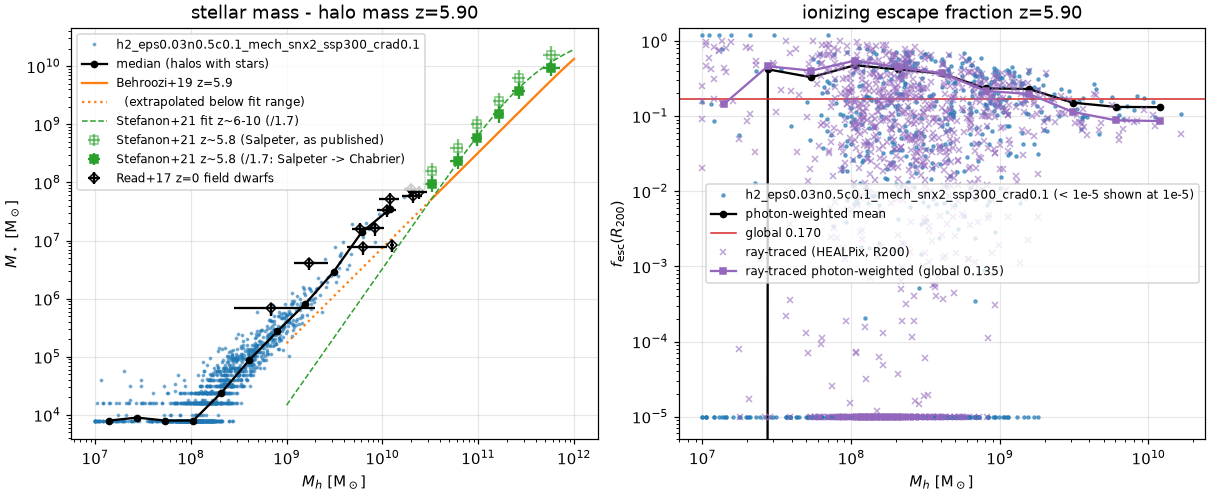 stellar mass - halo mass z=5.90
h2_eps0.03n0.5c0.1_mech_snx2_ssp300_crad0.1
median (halos with stars)
Behroozi+19 z=5.9
(extrapolated below fit range)
Stefanon+21 fit z~6-10 (/1.7)
Stefanon+21 z~5.8 (Salpeter, as published)
Stefanon+21 z~5.8 (/1.7: Salpeter -> Chabrier)
Read+17 z=0 field dwarfs
10¹⁰
10⁹
10⁸
10⁷
10⁶
10⁵
10⁴
M⋆ [M⊙]
10⁷ 10⁸ 10⁹ 10¹⁰ 10¹¹ 10¹²
Mₕ [M⊙]
ionizing escape fraction z=5.90
10⁰
10⁻¹
10⁻²
10⁻³
10⁻⁴
10⁻⁵
f_esc(R₂₀₀)
h2_eps0.03n0.5c0.1_mech_snx2_ssp300_crad0.1 (< 1e-5 shown at 1e-5)
photon-weighted mean
global 0.170
ray-traced (HEALPix, R200)
ray-traced photon-weighted (global 0.135)
10⁷ 10⁸ 10⁹ 10¹⁰
Mₕ [M⊙]